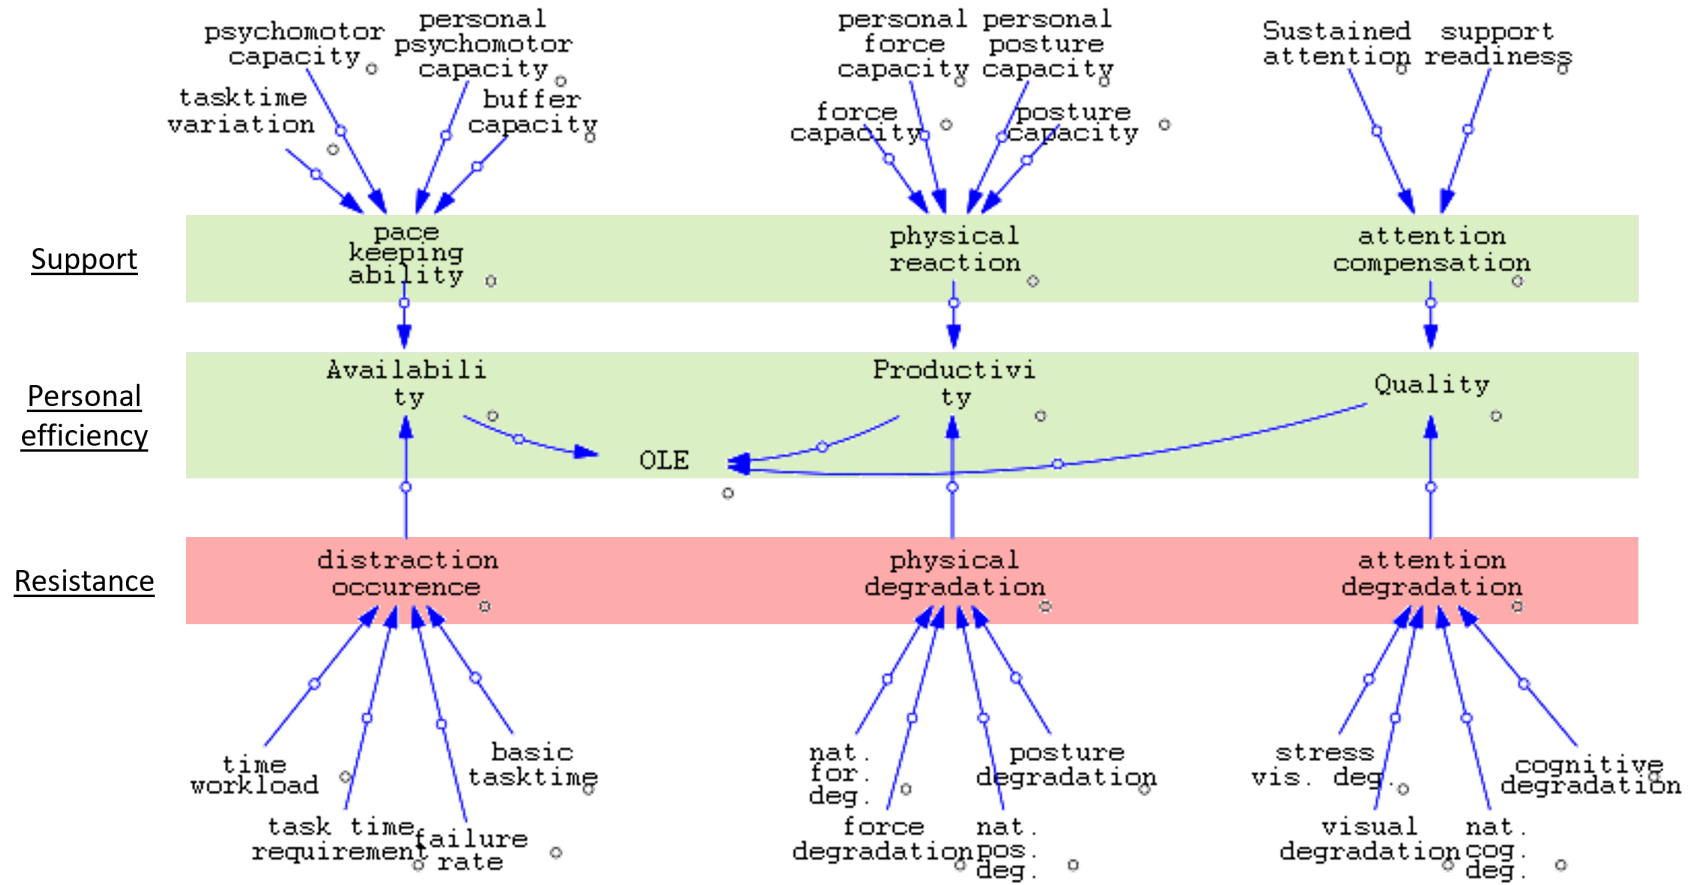 psychomotor
capacity
personal
psychomotor
capacity
tasktime
variation
buffer
capacity
personal
force
capacity
personal
posture
capacity
force
capacity
posture
capacity
Sustained
attention
support
readiness
Support
pace
keeping
ability
physical
reaction
attention
compensation
Personal
efficiency
Availabili
ty
Productivi
ty
Quality
OLE
Resistance
distraction
occurence
physical
degradation
attention
degradation
time
workload
basic
tasktime
task time
requirement
failure
rate
nat.
for.
deg.
posture
degradation
force
degradation
nat.
pos.
deg.
stress
vis. deg.
cognitive
degradation
visual
degradation
nat.
cog.
deg.